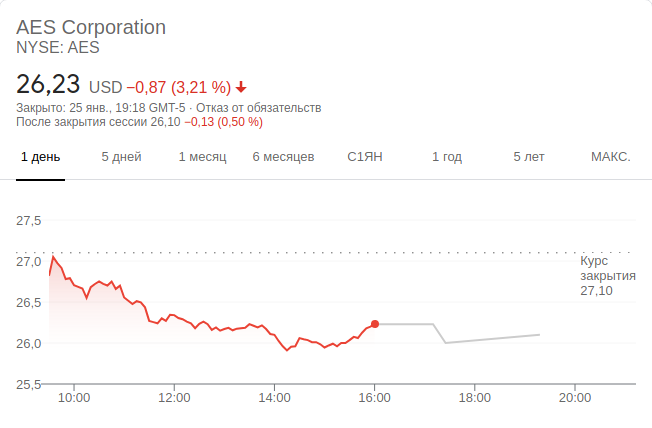 AES Corporation
NYSE: AES
26,23 USD −0,87 (3,21 %)
Закрыто: 25 янв., 19:18 GMT-5 · Отказ от обязательств
После закрытия сессии 26,10 −0,13 (0,50 %)
1 день 5 дней 1 месяц 6 месяцев С1ЯН 1 год 5 лет МАКС.
27,5
27,0
26,5
26,0
25,5
Курс
закрытия
27,10
10:00 12:00 14:00 16:00 18:00 20:00